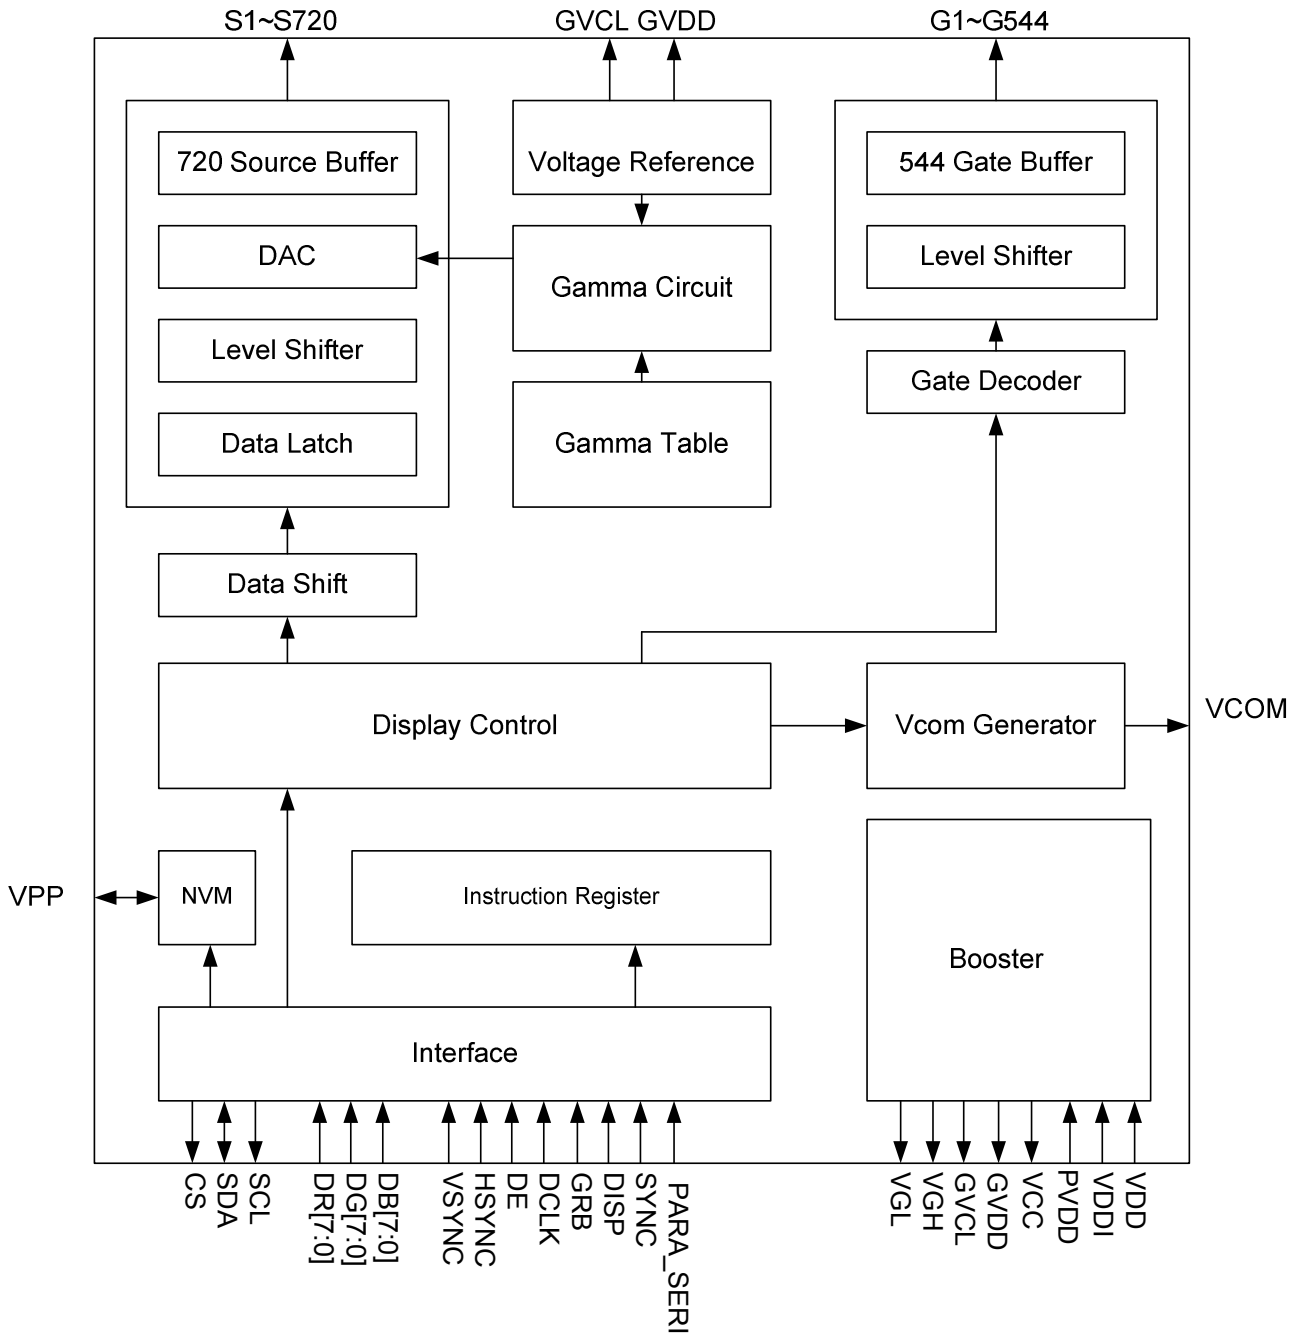 S1~S720
GVCL GVDD
G1~G544
720 Source Buffer
Voltage Reference
544 Gate Buffer
DAC
Gamma Circuit
Level Shifter
Level Shifter
Gate Decoder
Data Latch
Gamma Table
Data Shift
Display Control
Vcom Generator
VCOM
VPP
NVM
Instruction Register
Booster
Interface
CS
SDA
SCL
DR[7:0]
DG[7:0]
DB[7:0]
VSYNC
HSYNC
DE
DCLK
GRB
DISP
SYNC
PARA_SERI
VGL
VGH
GVCL
GVDD
VCC
PVDD
VDDI
VDD